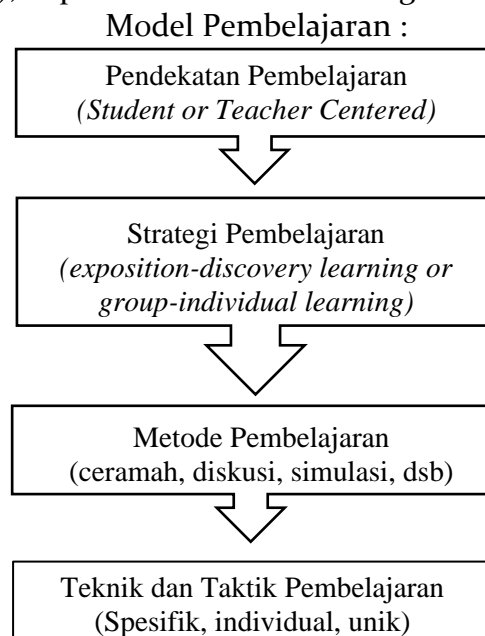 Model Pembelajaran :
Pendekatan Pembelajaran
(Student or Teacher Centered)
Strategi Pembelajaran
(exposition-discovery learning or
group-individual learning)
Metode Pembelajaran
(ceramah, diskusi, simulasi, dsb)
Teknik dan Taktik Pembelajaran
(Spesifik, individual, unik)